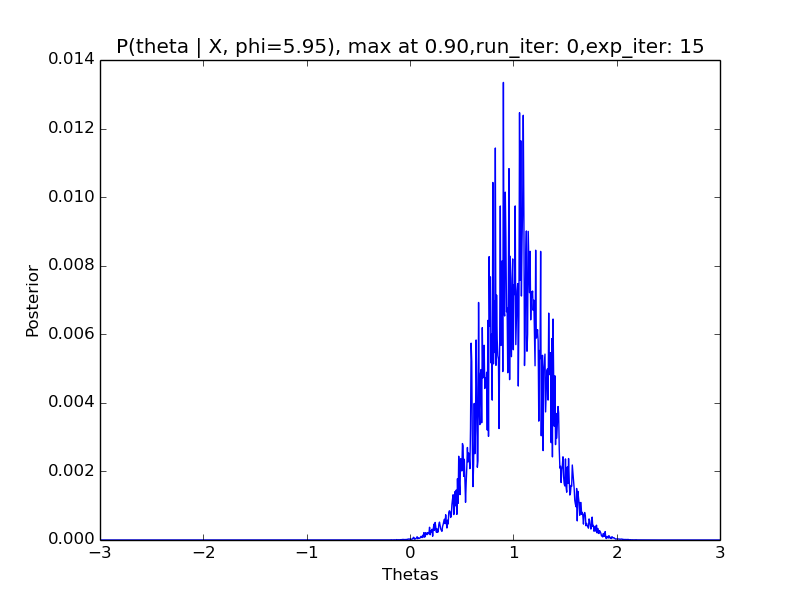 P(theta | X, phi=5.95), max at 0.90,run_iter: 0,exp_iter: 15
0.014
0.012
0.010
0.008
0.006
0.004
0.002
0.000
Posterior
−3 −2 −1 0 1 2 3
Thetas